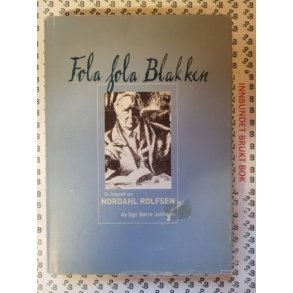 Fola fola Blakken
En biografi om
NORDAHL ROLFSEN
Av Egil Børre Johnsen
INNBUNDET BRUKT BOK